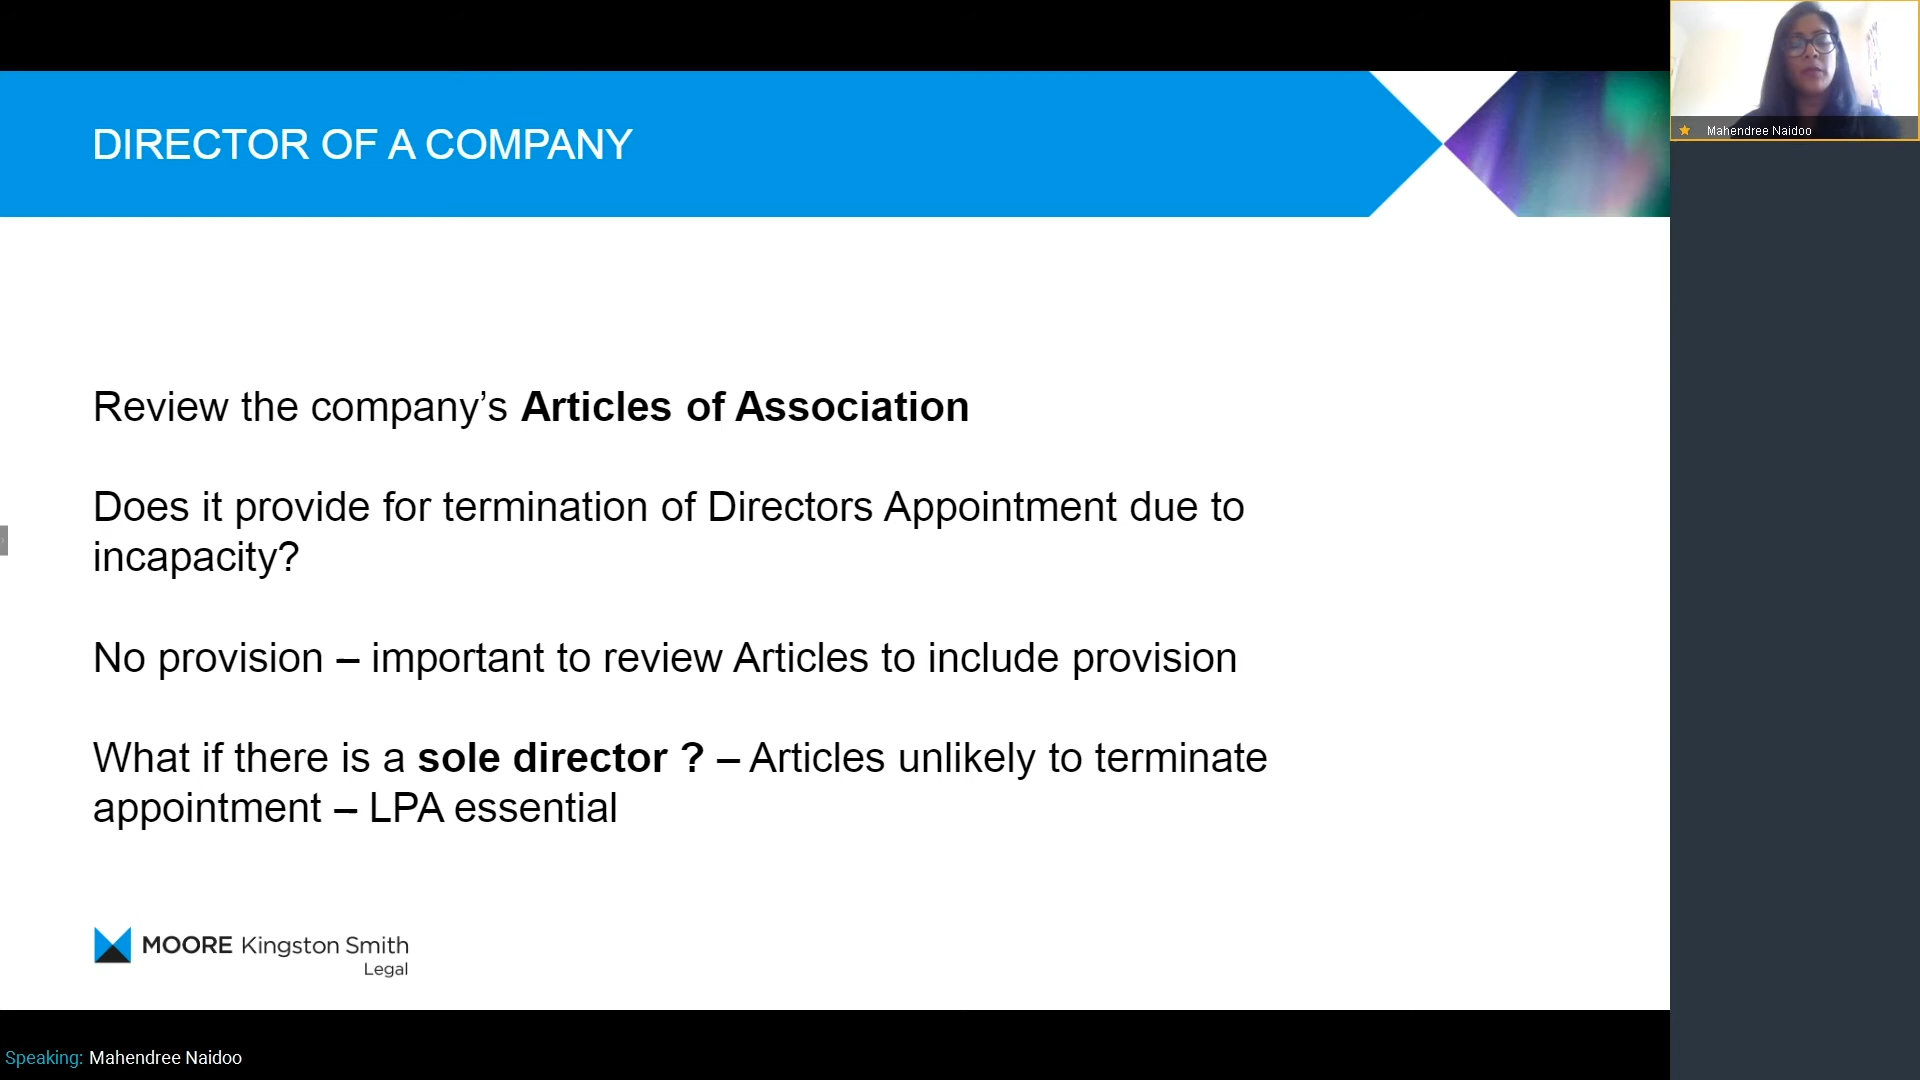 DIRECTOR OF A COMPANY
Mahendree Naidoo
Review the company’s Articles of Association
Does it provide for termination of Directors Appointment due to
incapacity?
No provision – important to review Articles to include provision
What if there is a sole director ? – Articles unlikely to terminate
appointment – LPA essential
MOORE Kingston Smith
Legal
Speaking: Mahendree Naidoo